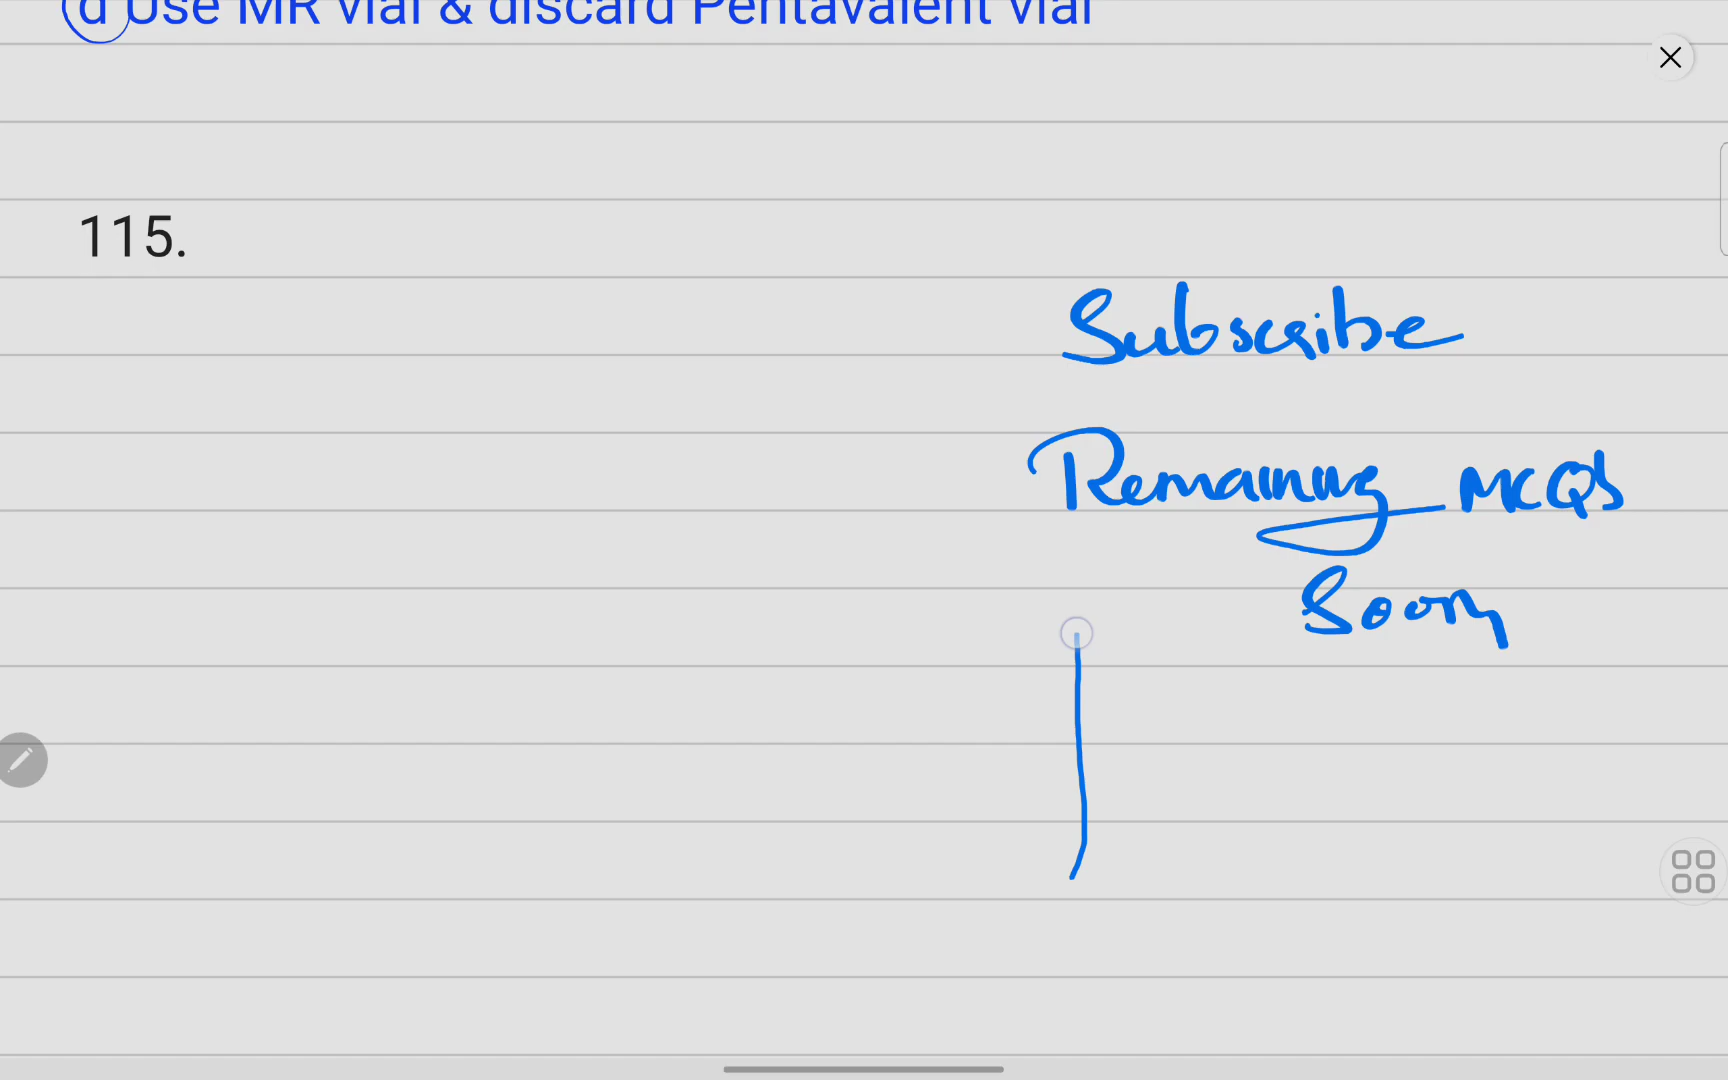 d Use MR vial & discard Pentavalent vial
115.
Subscribe
Remaining MCQs
Soon